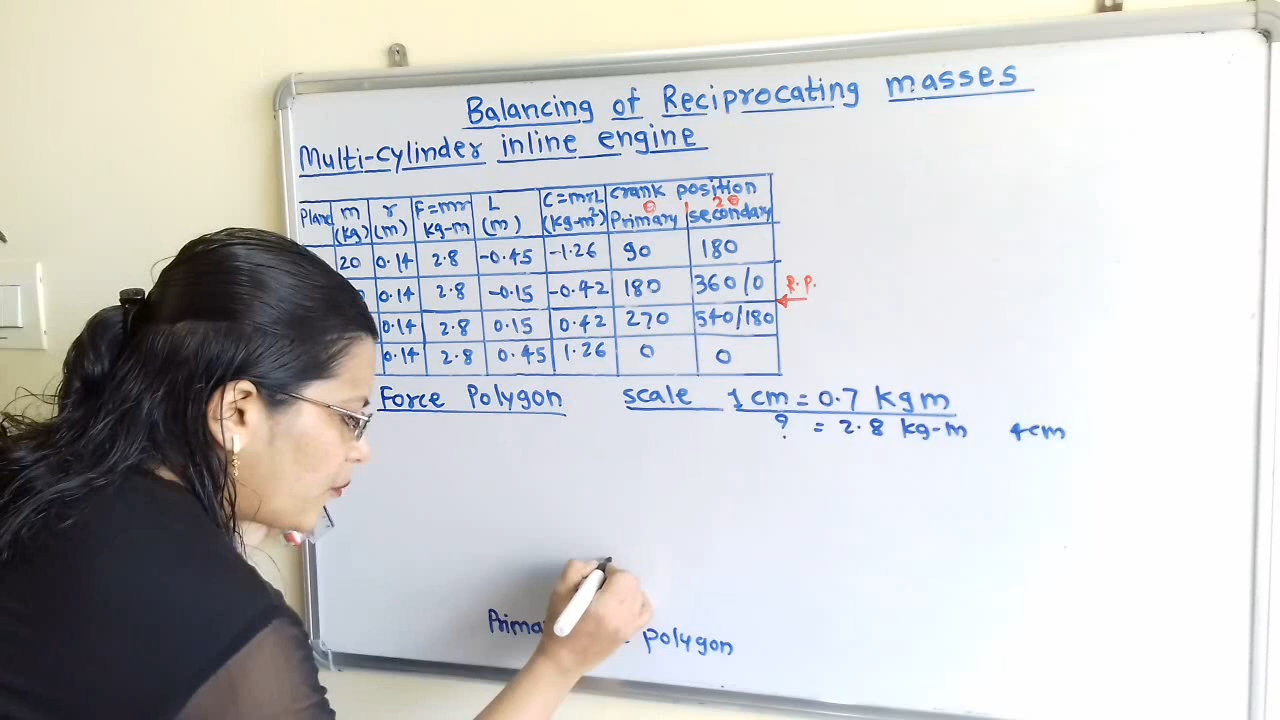 Balancing of Reciprocating masses
Multi-cylinder inline engine
Plane m (kg) r (m) F=mr kg-m L (m) C=mrL (kg-m²) crank position
θ Primary 2θ secondary
20 0.14 2.8 -0.45 -1.26 90 180
0.14 2.8 -0.15 -0.42 180 360/0
R.P.
0.14 2.8 0.15 0.42 270 540/180
0.14 2.8 0.45 1.26 0 0
Force Polygon scale 1 cm = 0.7 kgm
? = 2.8 kg-m 4cm
polygon